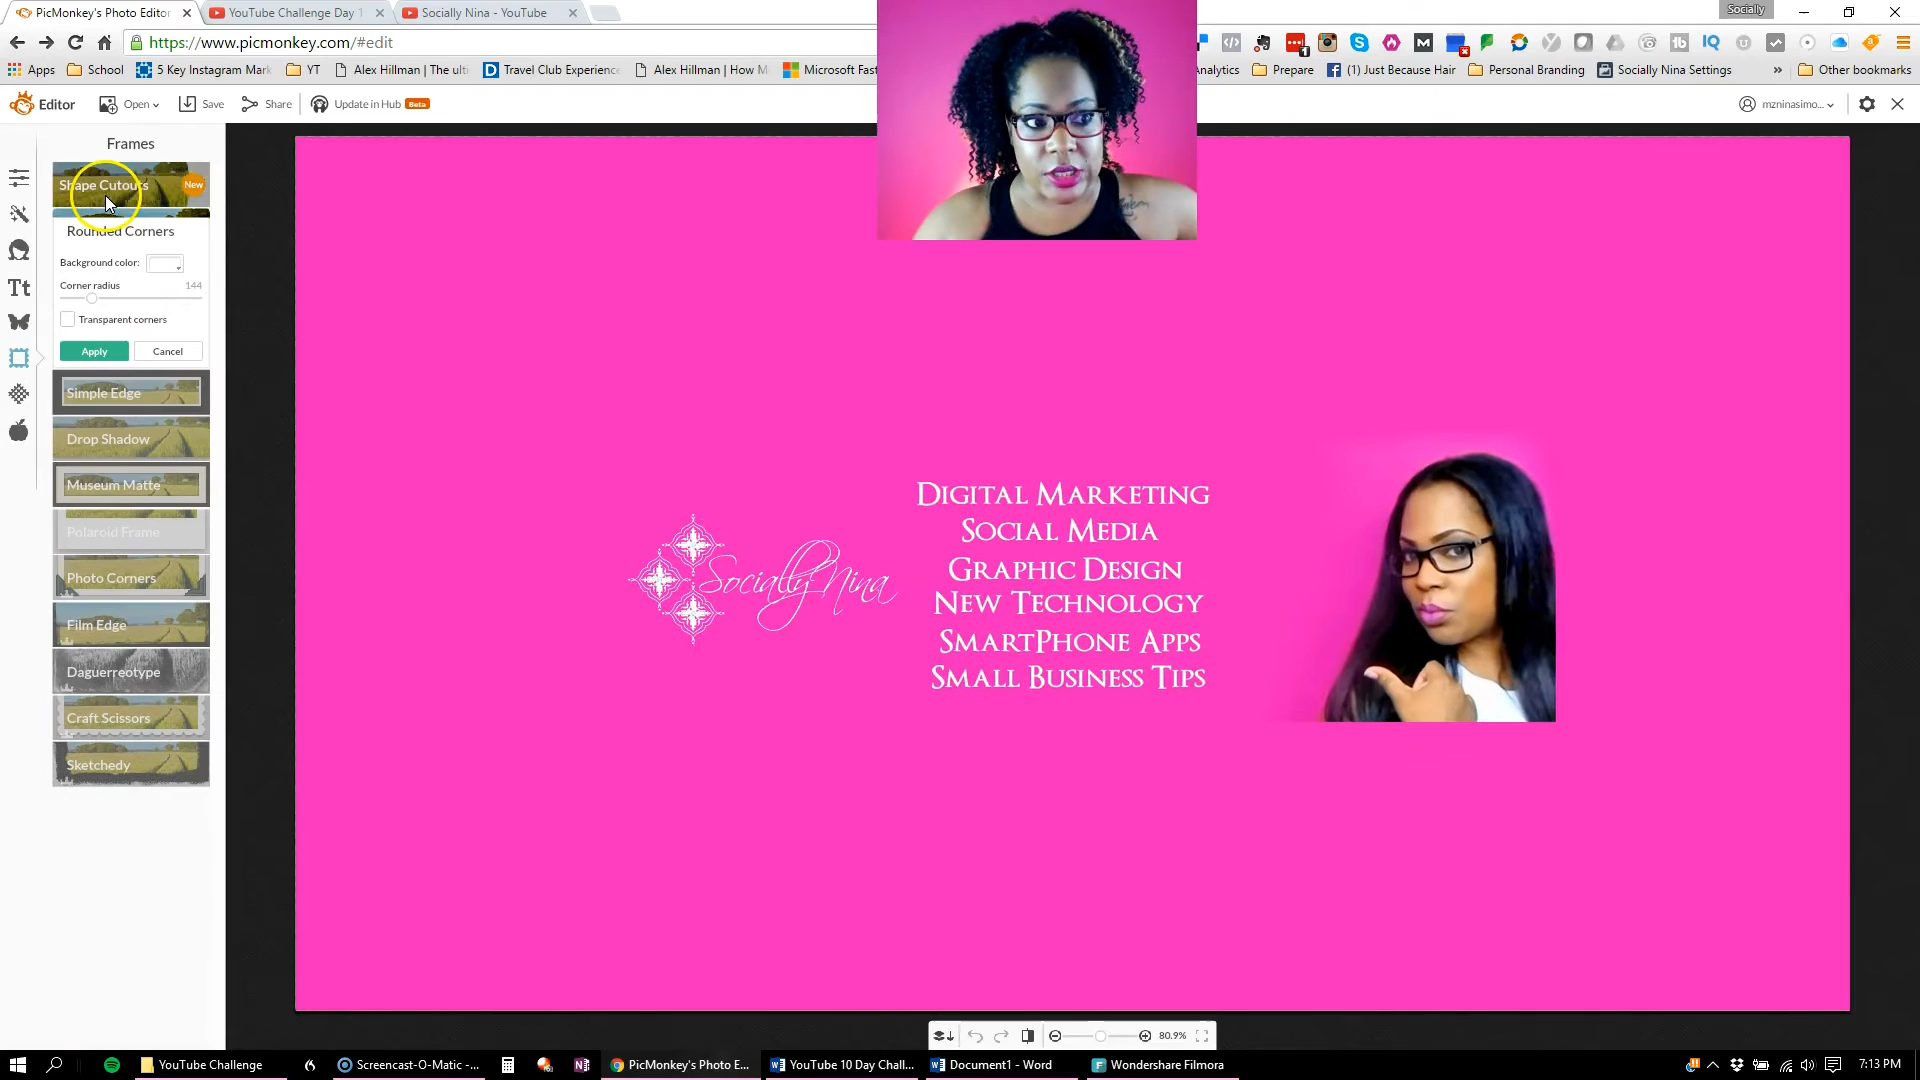 PicMonkey's Photo Editor
YouTube Challenge Day 1
Socially Nina - YouTube
Socially
https://www.picmonkey.com/#edit
Apps
School
5 Key Instagram Mark
YT
Alex Hillman | The ulti
Travel Club Experience
Alex Hillman | How M
Microsoft Fast
Analytics
Prepare
(1) Just Because Hair
Personal Branding
Socially Nina Settings
»
Other bookmarks
Editor
Open
Save
Share
Update in Hub
Beta
mzninasimo...
Frames
Shape Cutouts
New
Rounded Corners
Background color:
Corner radius 144
Transparent corners
Apply
Cancel
Simple Edge
Drop Shadow
Museum Matte
Polaroid Frame
Photo Corners
Film Edge
Daguerreotype
Craft Scissors
Sketchedy
Tt
Socially Nina
Digital Marketing
Social Media
Graphic Design
New Technology
SmartPhone Apps
Small Business Tips
80.9%
YouTube Challenge
Screencast-O-Matic -...
PicMonkey's Photo E...
YouTube 10 Day Chall...
Document1 - Word
Wondershare Filmora
7:13 PM